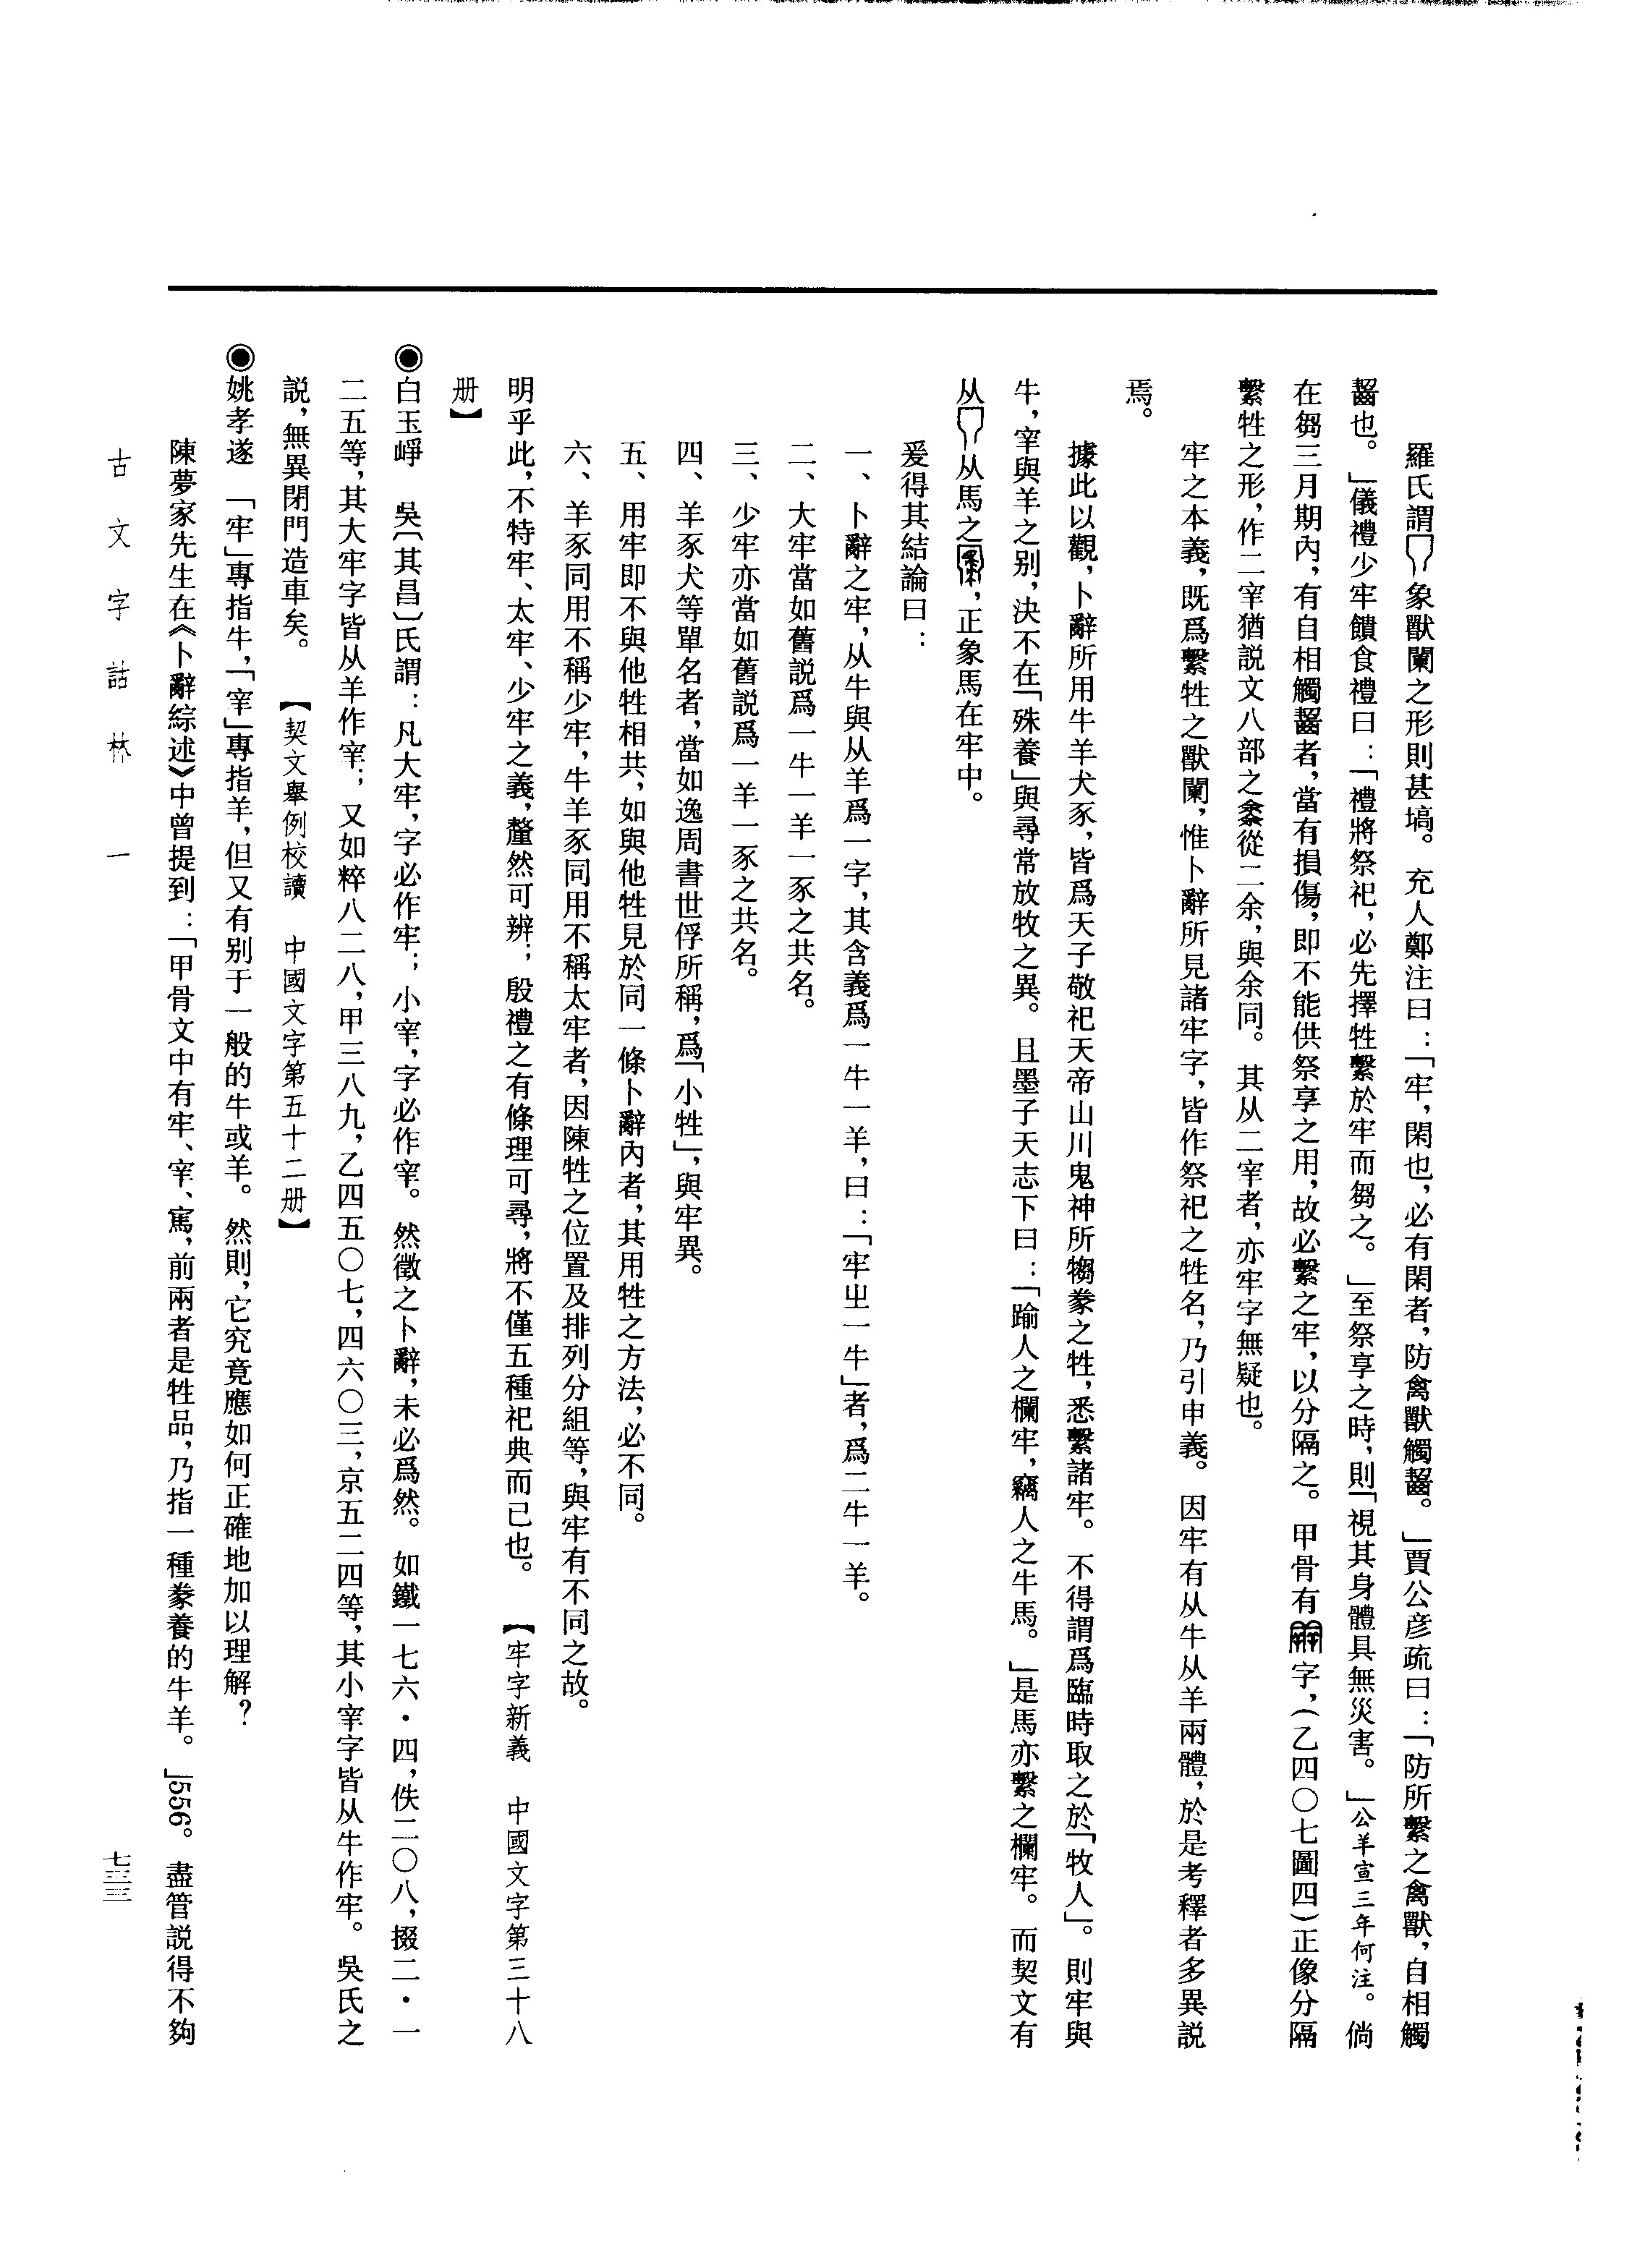 羅氏謂象獸闌之形則甚塙。充人鄭注曰：「牢，閑也，必有閑者，防禽獸觸齧。」賈公彦疏曰：「防所繫之禽獸，自相觸
齧也。」儀禮少牢饋食禮曰：「禮將祭祀，必先擇牲繫於牢而芻之。」至祭享之時，則「視其身體具無災害。」公羊宣三年何注。倘
在芻三月期內，有自相觸齧者，當有損傷，即不能供祭享之用，故必繫之牢，以分隔之。甲骨有字，（乙四〇七圖四）正像分隔
繫牲之形，作二宰猶説文八部之䍔從二余，與余同。其从二宰者，亦牢字無疑也。
牢之本義，既爲繫牲之獸闌，惟卜辭所見諸牢字，皆作祭祀之牲名，乃引申義。因牢有从牛从羊兩體，於是考釋者多異説
焉。
據此以觀，卜辭所用牛羊犬豕，皆爲天子敬祀天帝山川鬼神所犓豢之牲，悉繫諸牢。不得謂爲臨時取之於「牧人」。則牢與
牛，宰與羊之别，決不在「殊養」與尋常放牧之異。且墨子天志下曰：「踰人之欄牢，竊人之牛馬。」是馬亦繫之欄牢。而契文有
从从馬之，正象馬在牢中。
爰得其結論曰：
一、卜辭之牢，从牛與从羊爲一字，其含義爲一牛一羊，曰：「牢㞢一牛」者，爲二牛一羊。
二、大牢當如舊説爲一牛一羊一豕之共名。
三、少牢亦當如舊説爲一羊一豕之共名。
四、羊豕犬等單名者，當如逸周書世俘所稱，爲「小牲」，與牢異。
五、用牢即不與他牲相共，如與他牲見於同一條卜辭內者，其用牲之方法，必不同。
六、羊豕同用不稱少牢，牛羊豕同用不稱太牢者，因陳牲之位置及排列分組等，與牢有不同之故。
明乎此，不特牢、太牢、少牢之義，釐然可辨；殷禮之有條理可尋，將不僅五種祀典而已也。【牢字新義　中國文字第三十八
册】
◉白玉崢　吳〔其昌〕氏謂：凡大牢，字必作牢；小宰，字必作宰。然徵之卜辭，未必爲然。如鐵一七六·四，佚二〇八，掇二·一
二五等，其大牢字皆从羊作宰；又如粹八二八，甲三八九，乙四五〇七，四六〇三，京五二四等，其小宰字皆从牛作牢。吳氏之
説，無異閉門造車矣。【契文舉例校讀　中國文字第五十二册】
◉姚孝遂　「牢」專指牛，「宰」專指羊，但又有别于一般的牛或羊。然則，它究竟應如何正確地加以理解？
陳夢家先生在《卜辭綜述》中曾提到：「甲骨文中有牢、宰、寫，前兩者是牲品，乃指一種豢養的牛羊。」556。盡管説得不夠
古文字詁林　一
七三三